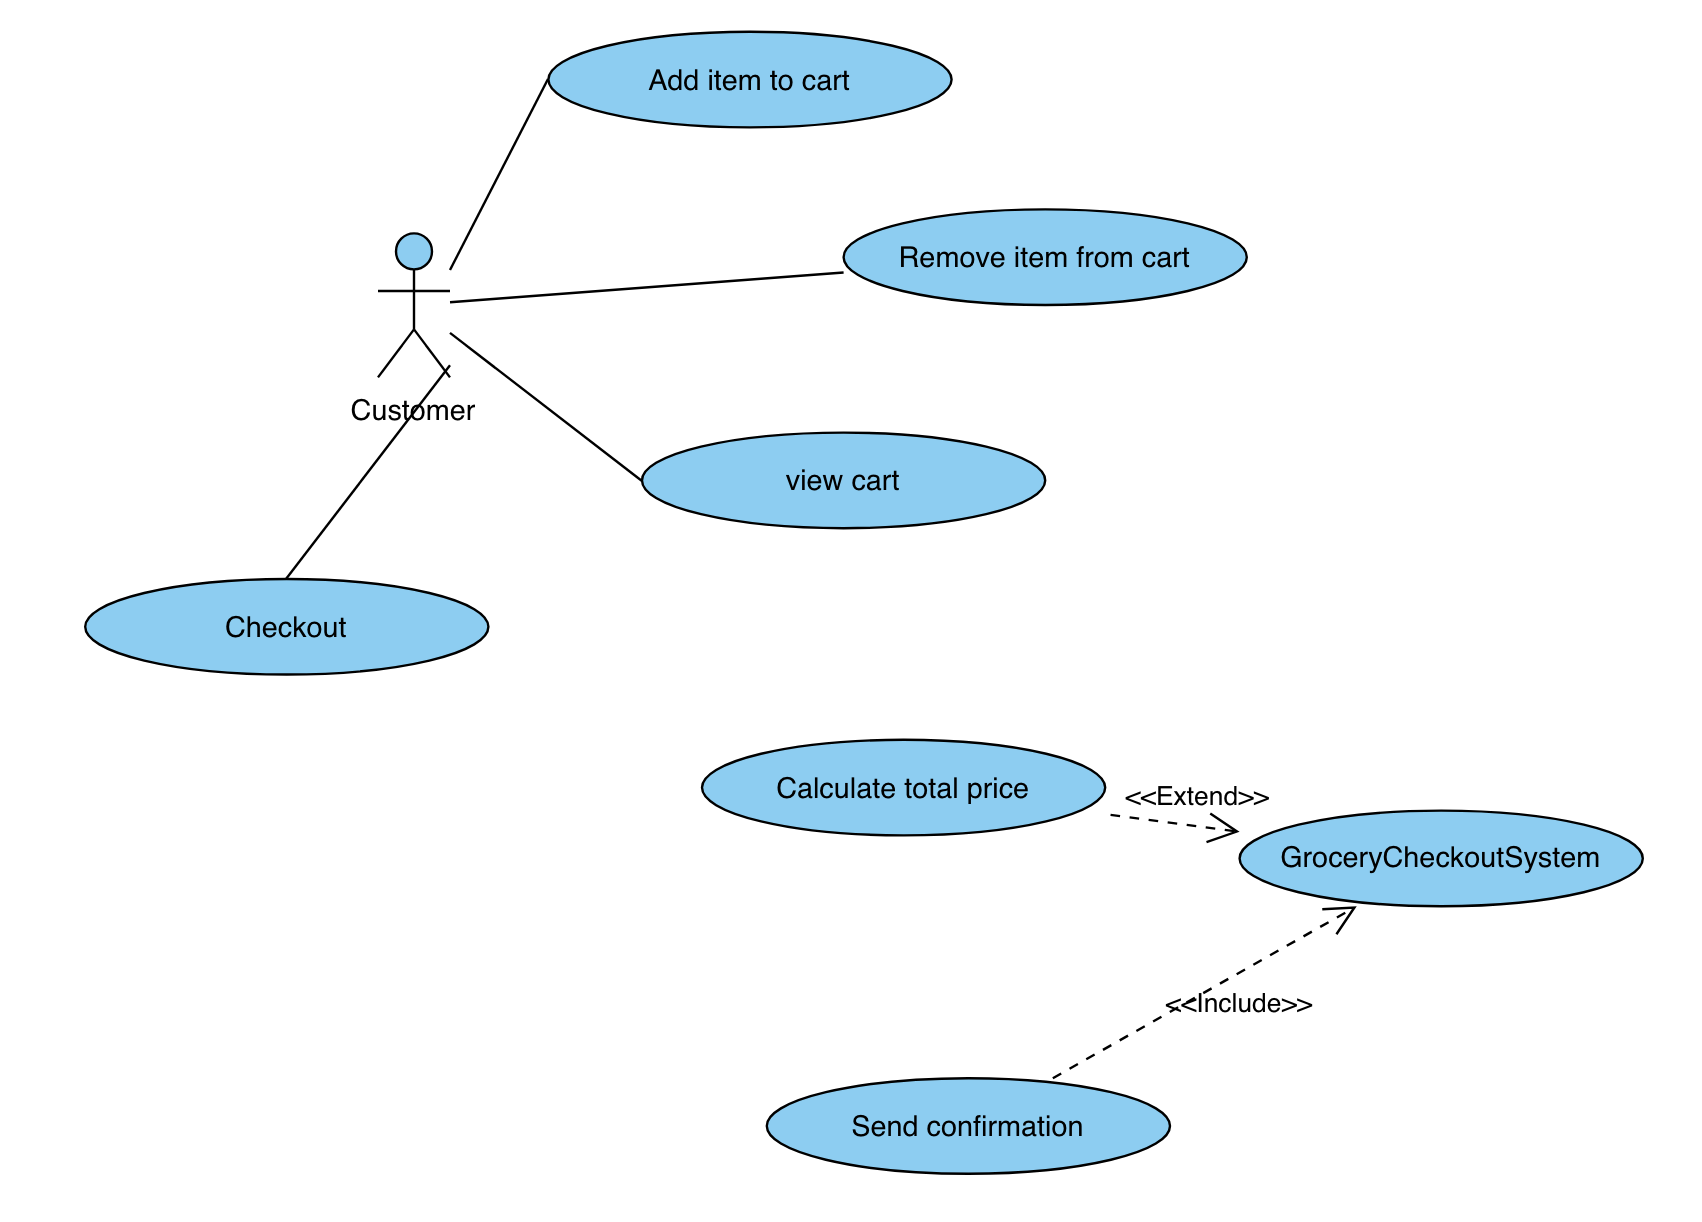 Add item to cart
Remove item from cart
Customer
view cart
Checkout
Calculate total price
<<Extend>>
GroceryCheckoutSystem
<<Include>>
Send confirmation